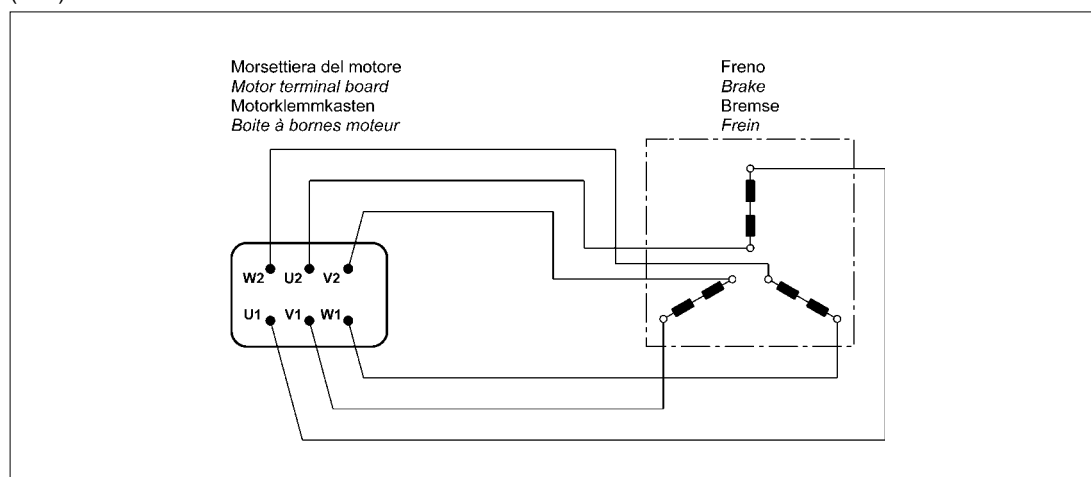 Morsettiera del motore
Motor terminal board
Motorklemmkasten
Boite à bornes moteur
Freno
Brake
Bremse
Frein
W2 U2 V2
U1 V1 W1